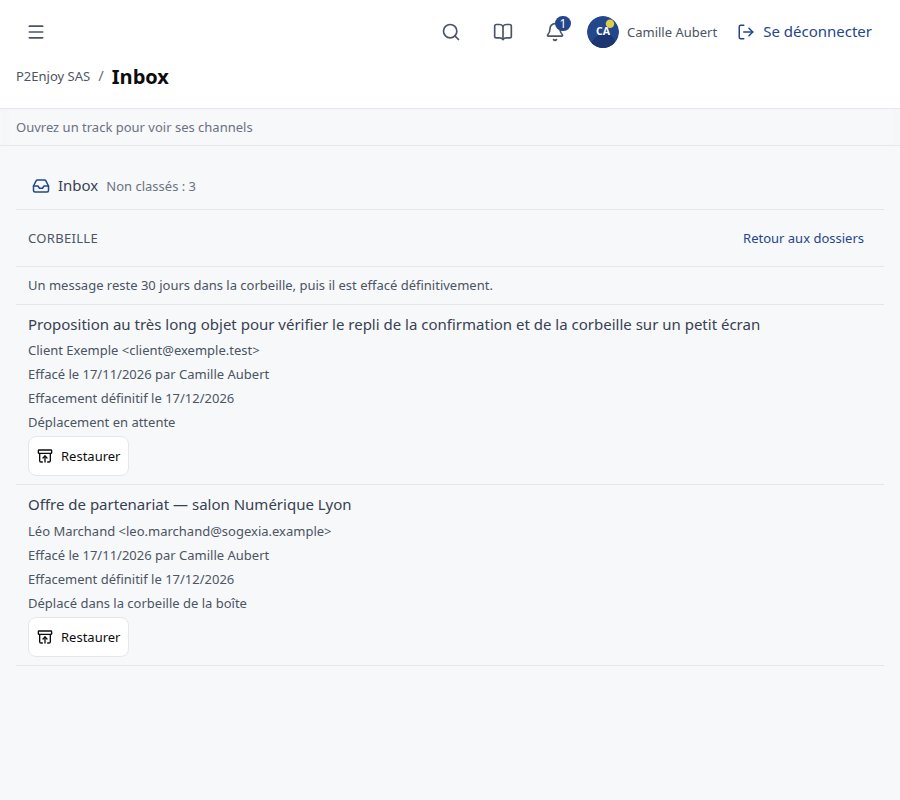 1
CA
Camille Aubert
Se déconnecter
P2Enjoy SAS / Inbox
Ouvrez un track pour voir ses channels
Inbox Non classés : 3
CORBEILLE
Retour aux dossiers
Un message reste 30 jours dans la corbeille, puis il est effacé définitivement.
Proposition au très long objet pour vérifier le repli de la confirmation et de la corbeille sur un petit écran
Client Exemple <client@exemple.test>
Effacé le 17/11/2026 par Camille Aubert
Effacement définitif le 17/12/2026
Déplacement en attente
Restaurer
Offre de partenariat — salon Numérique Lyon
Léo Marchand <leo.marchand@sogexia.example>
Effacé le 17/11/2026 par Camille Aubert
Effacement définitif le 17/12/2026
Déplacé dans la corbeille de la boîte
Restaurer